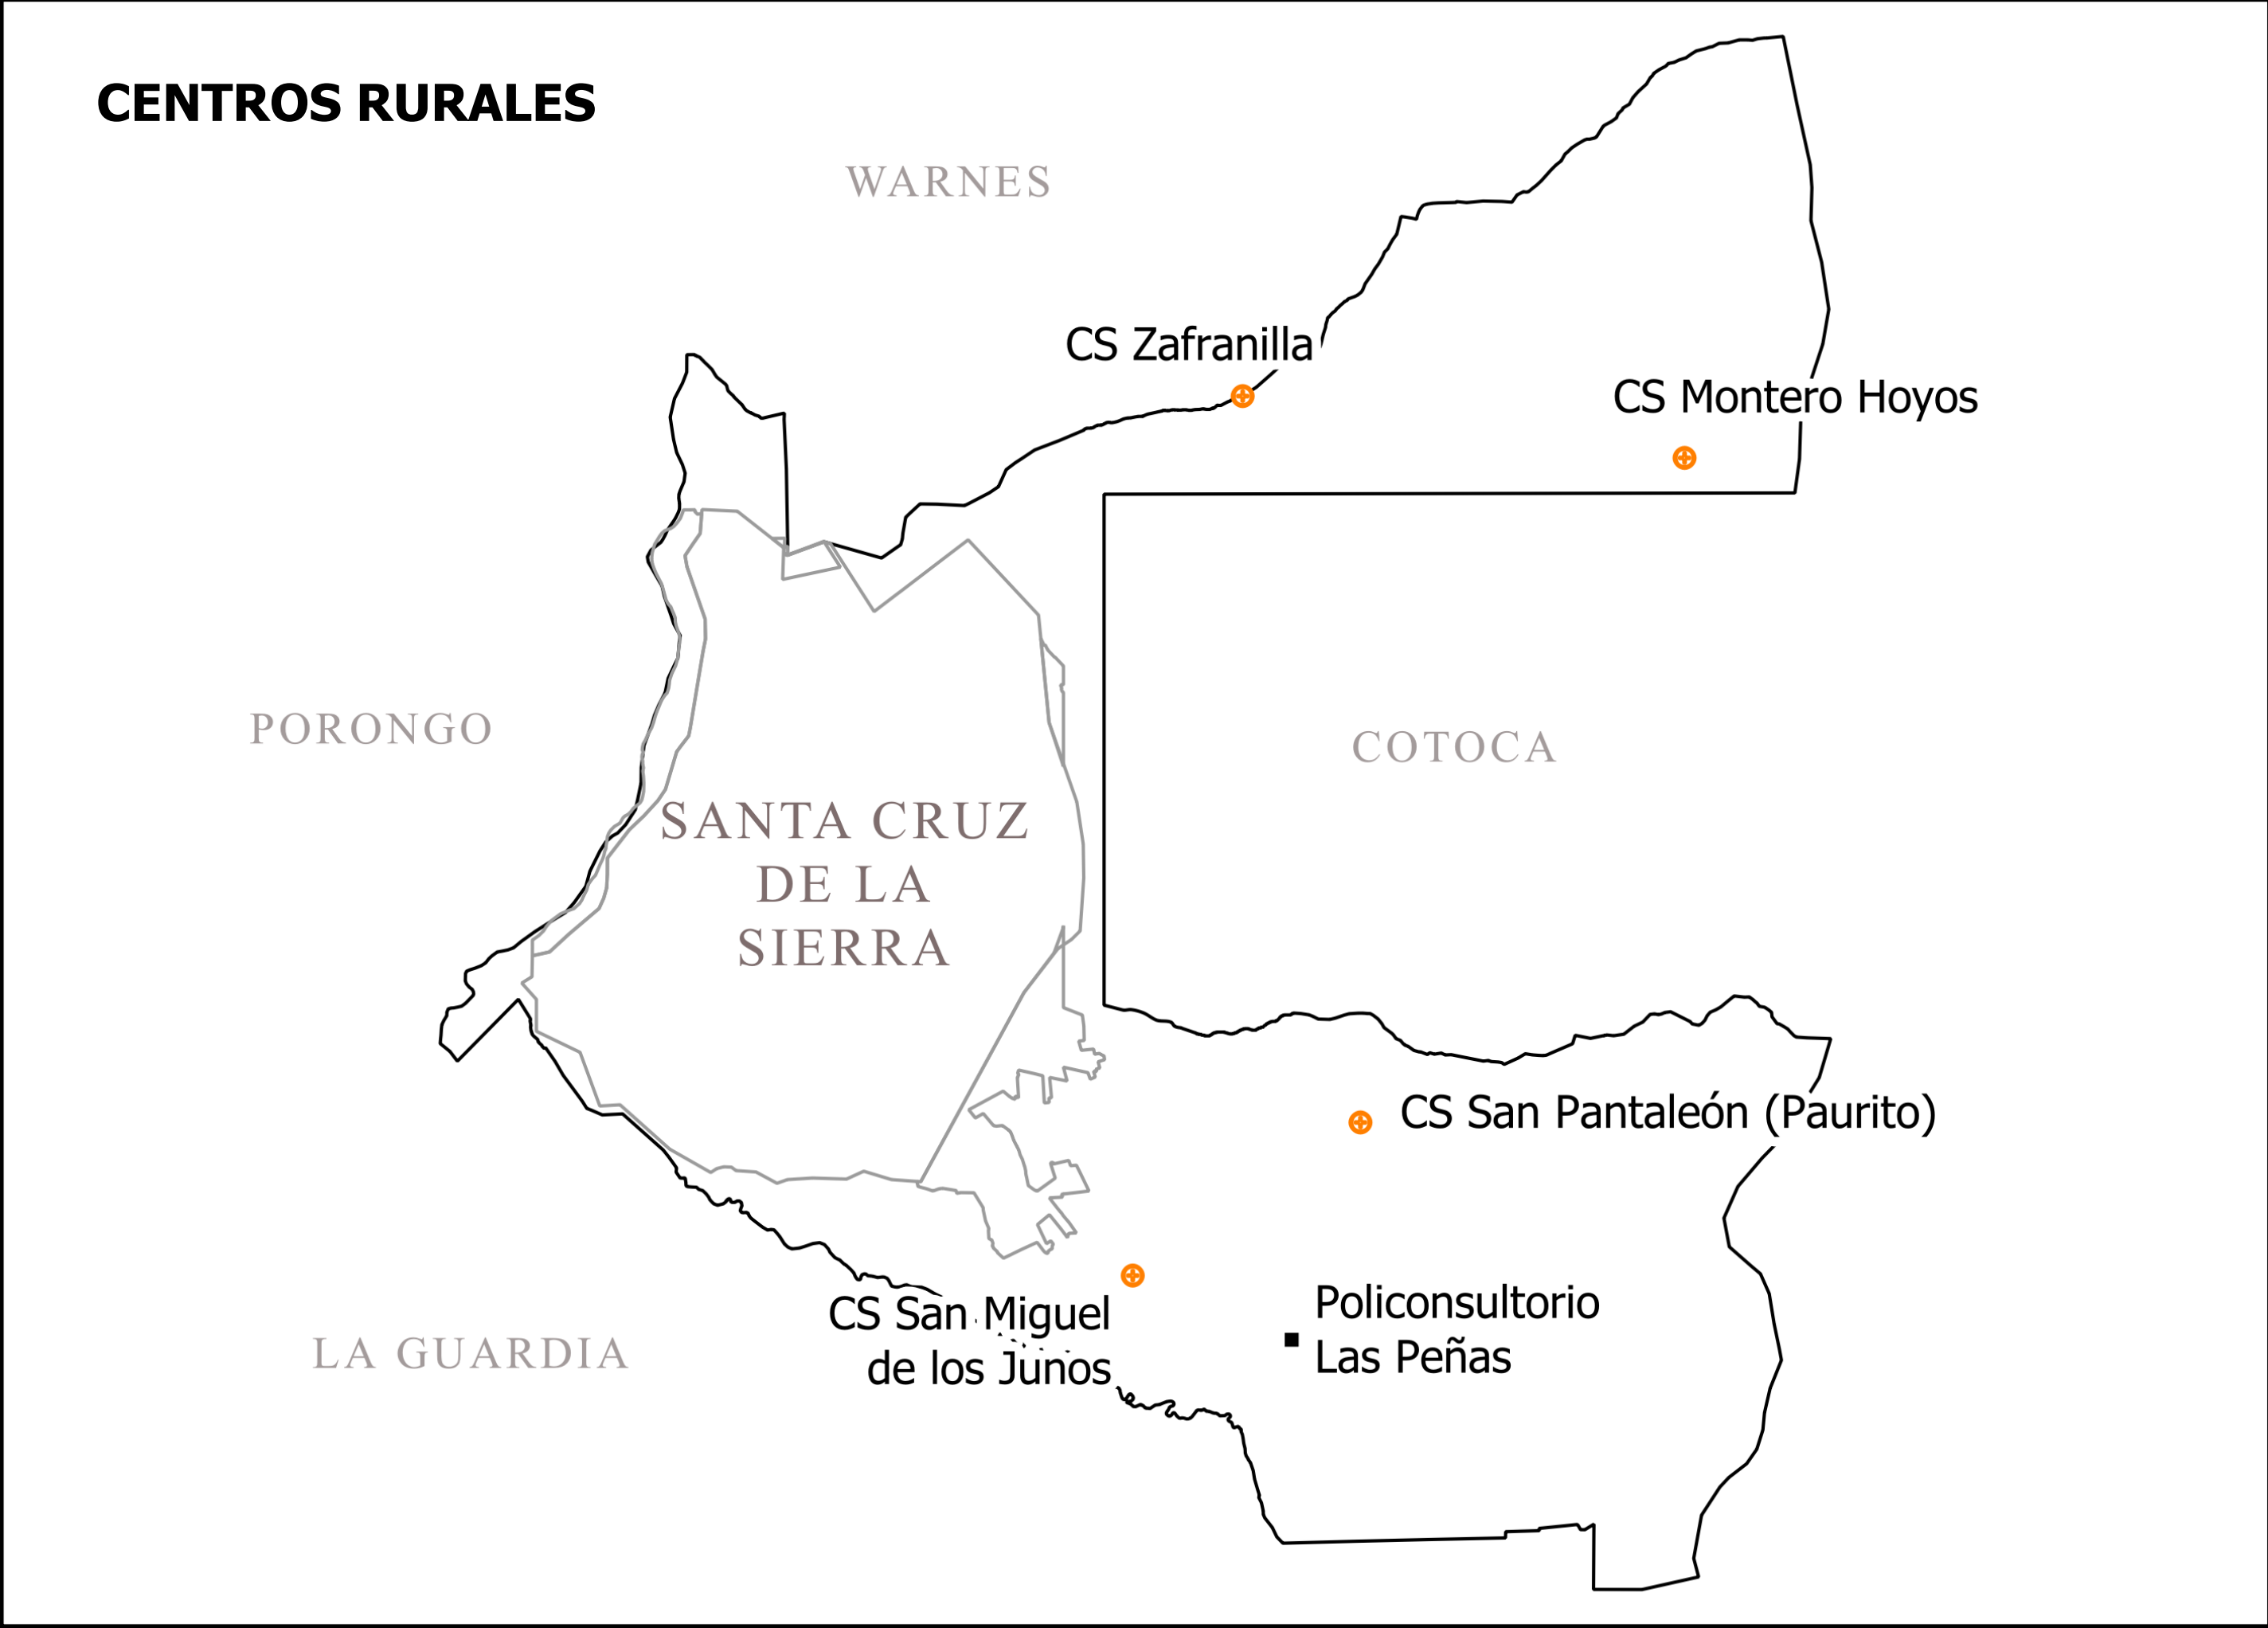 CENTROS RURALES
WARNES
CS Zafranilla
CS Montero Hoyos
PORONGO
COTOCA
SANTA CRUZ
DE LA
SIERRA
CS San Pantaleón (Paurito)
CS San Miguel
de los Junos
Policonsultorio
Las Peñas
LA GUARDIA